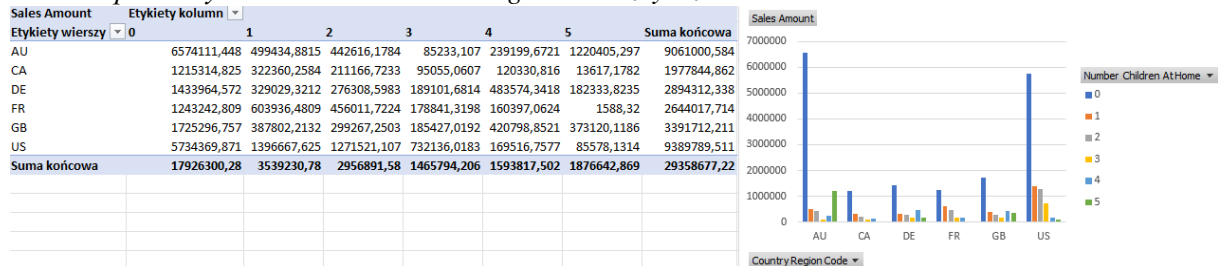 Sales Amount Etykiety kolumn
Etykiety wierszy 0 1 2 3 4 5 Suma końcowa
AU 6574111,448 499434,8815 442616,1784 85233,107 239199,6721 1220405,297 9061000,584
CA 1215314,825 322360,2584 211166,7233 95055,0607 120330,816 13617,1782 1977844,862
DE 1433964,572 329029,3212 276308,5983 189101,6814 483574,3418 182333,8235 2894312,338
FR 1243242,809 603936,4809 456011,7224 178841,3198 160397,0624 1588,32 2644017,714
GB 1725296,757 387802,2132 299267,2503 185427,0192 420798,8521 373120,1186 3391712,211
US 5734369,871 1396667,625 1271521,107 732136,0183 169516,7577 85578,1314 9389789,511
Suma końcowa 17926300,28 3539230,78 2956891,58 1465794,206 1593817,502 1876642,869 29358677,22
Sales Amount
7000000
6000000
5000000
4000000
3000000
2000000
1000000
0
AU CA DE FR GB US
Number Children AtHome
0
1
2
3
4
5
Country Region Code